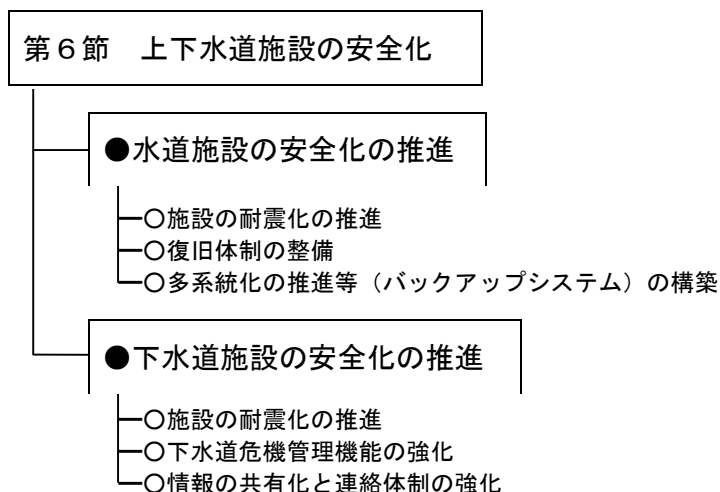 第６節　上下水道施設の安全化
●水道施設の安全化の推進
○施設の耐震化の推進
○復旧体制の整備
○多系統化の推進等（バックアップシステム）の構築
●下水道施設の安全化の推進
○施設の耐震化の推進
○下水道危機管理機能の強化
○情報の共有化と連絡体制の強化